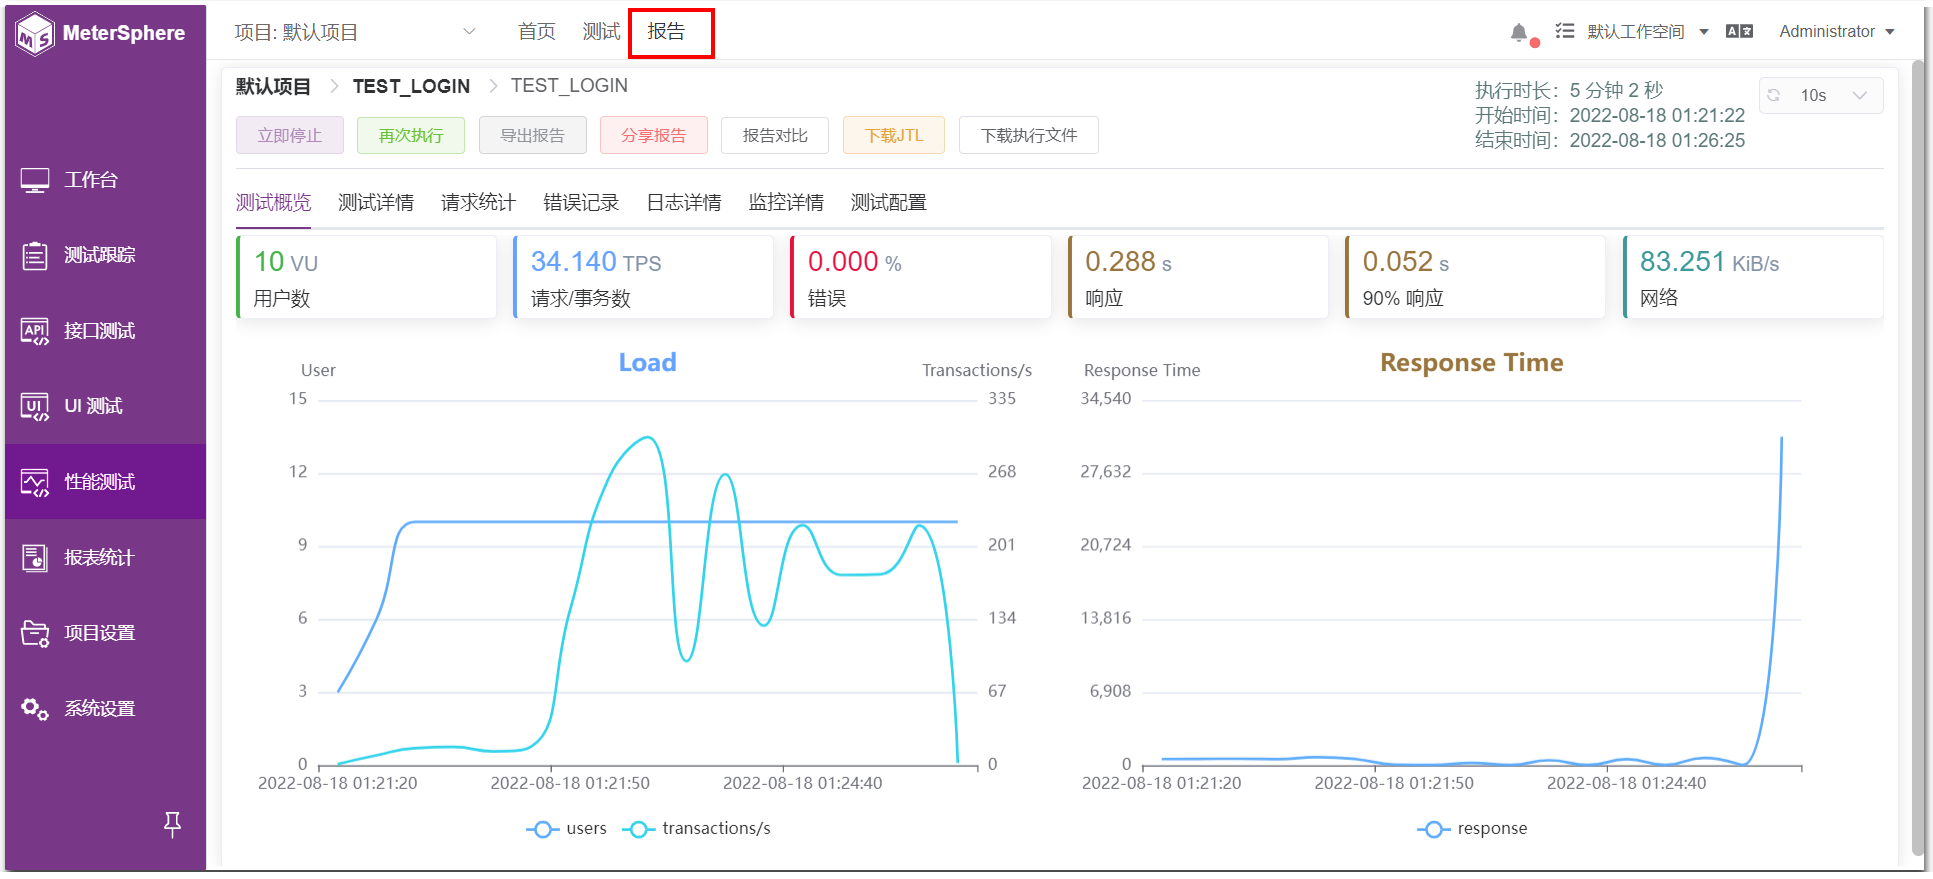 MeterSphere
项目: 默认项目
首页
测试
报告
默认工作空间
Administrator
工作台
测试跟踪
接口测试
UI 测试
性能测试
报表统计
项目设置
系统设置
默认项目 > TEST_LOGIN > TEST_LOGIN
执行时长： 5 分钟 2 秒
开始时间： 2022-08-18 01:21:22
结束时间： 2022-08-18 01:26:25
10s
立即停止
再次执行
导出报告
分享报告
报告对比
下载JTL
下载执行文件
测试概览
测试详情
请求统计
错误记录
日志详情
监控详情
测试配置
10 VU
用户数
34.140 TPS
请求/事务数
0.000 %
错误
0.288 s
响应
0.052 s
90% 响应
83.251 KiB/s
网络
Load
User
Transactions/s
15
12
9
6
3
0
335
268
201
134
67
0
2022-08-18 01:21:20
2022-08-18 01:21:50
2022-08-18 01:24:40
users
transactions/s
Response Time
Response Time
34,540
27,632
20,724
13,816
6,908
0
2022-08-18 01:21:20
2022-08-18 01:21:50
2022-08-18 01:24:40
response